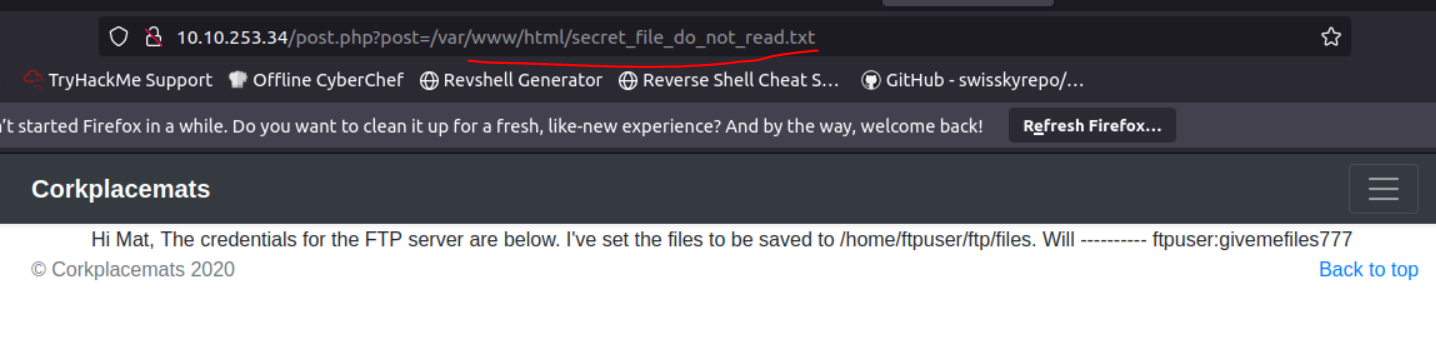 10.10.253.34/post.php?post=/var/www/html/secret_file_do_not_read.txt
TryHackMe Support Offline CyberChef Revshell Generator Reverse Shell Cheat S... GitHub - swisskyrepo/...
't started Firefox in a while. Do you want to clean it up for a fresh, like-new experience? And by the way, welcome back! Refresh Firefox...
Corkplacemats
Hi Mat, The credentials for the FTP server are below. I've set the files to be saved to /home/ftpuser/ftp/files. Will ---------- ftpuser:givemefiles777
© Corkplacemats 2020 Back to top